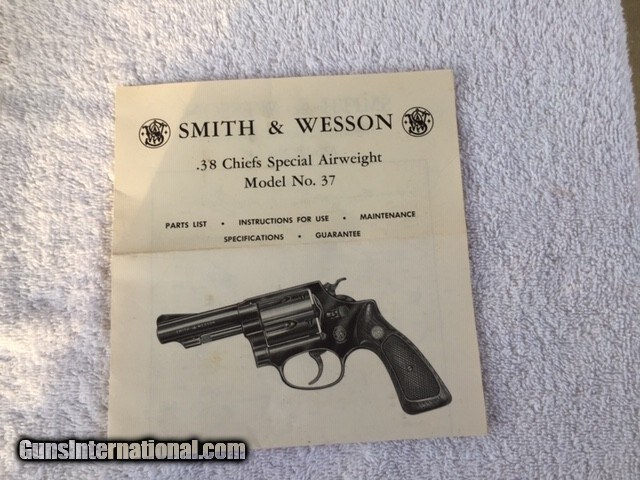 SMITH & WESSON
.38 Chiefs Special Airweight
Model No. 37
PARTS LIST • INSTRUCTIONS FOR USE • MAINTENANCE
SPECIFICATIONS • GUARANTEE
GunsInternational.com